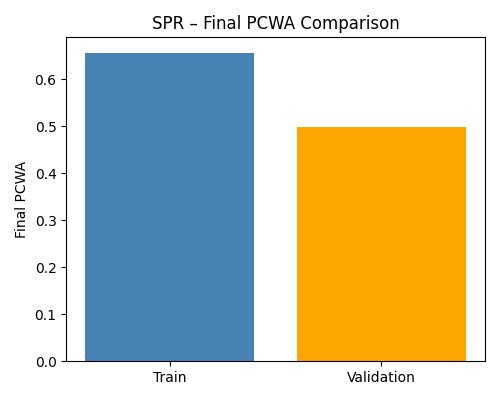 SPR – Final PCWA Comparison
Final PCWA
0.6
0.5
0.4
0.3
0.2
0.1
0.0
Train
Validation